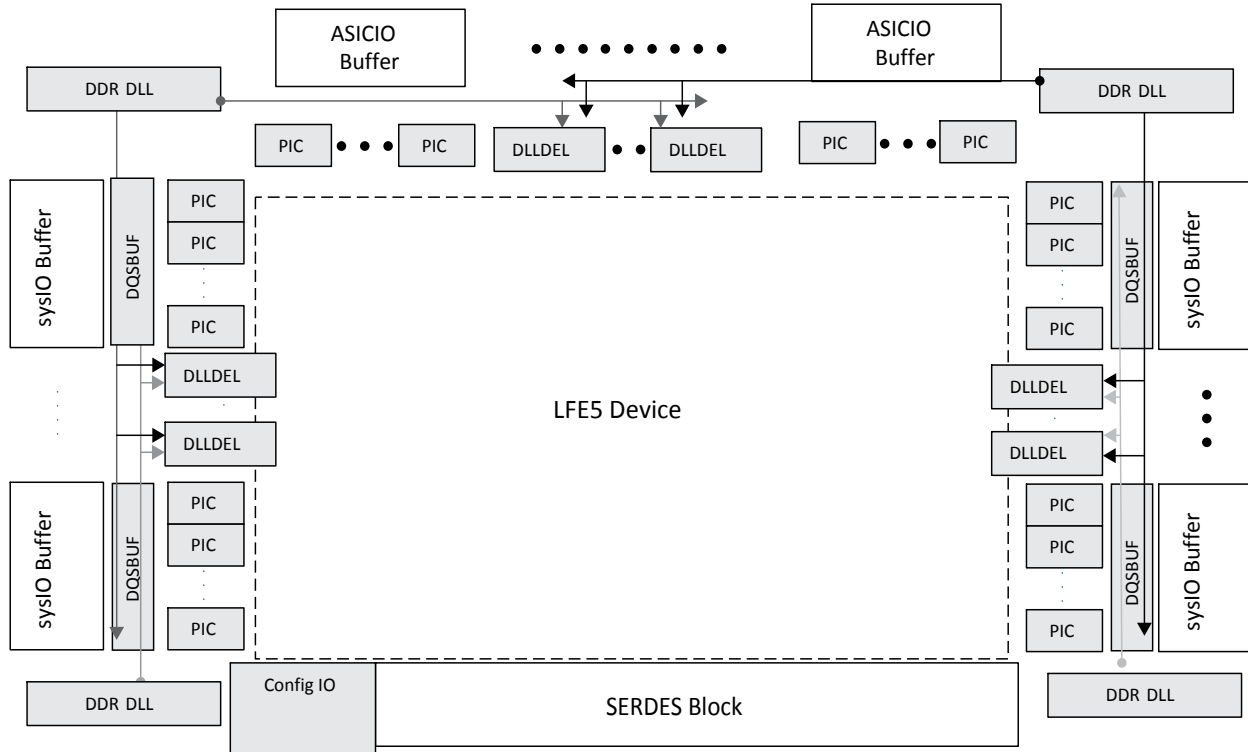 ASICIO
Buffer
ASICIO
Buffer
DDR DLL
DDR DLL
PIC
PIC
DLLDEL
DLLDEL
PIC
PIC
sysIO Buffer
DQSBUF
PIC
PIC
PIC
PIC
PIC
PIC
DQSBUF
sysIO Buffer
DLLDEL
DLLDEL
LFE5 Device
DLLDEL
DLLDEL
sysIO Buffer
DQSBUF
PIC
PIC
PIC
PIC
PIC
PIC
DQSBUF
sysIO Buffer
DDR DLL
Config IO
SERDES Block
DDR DLL